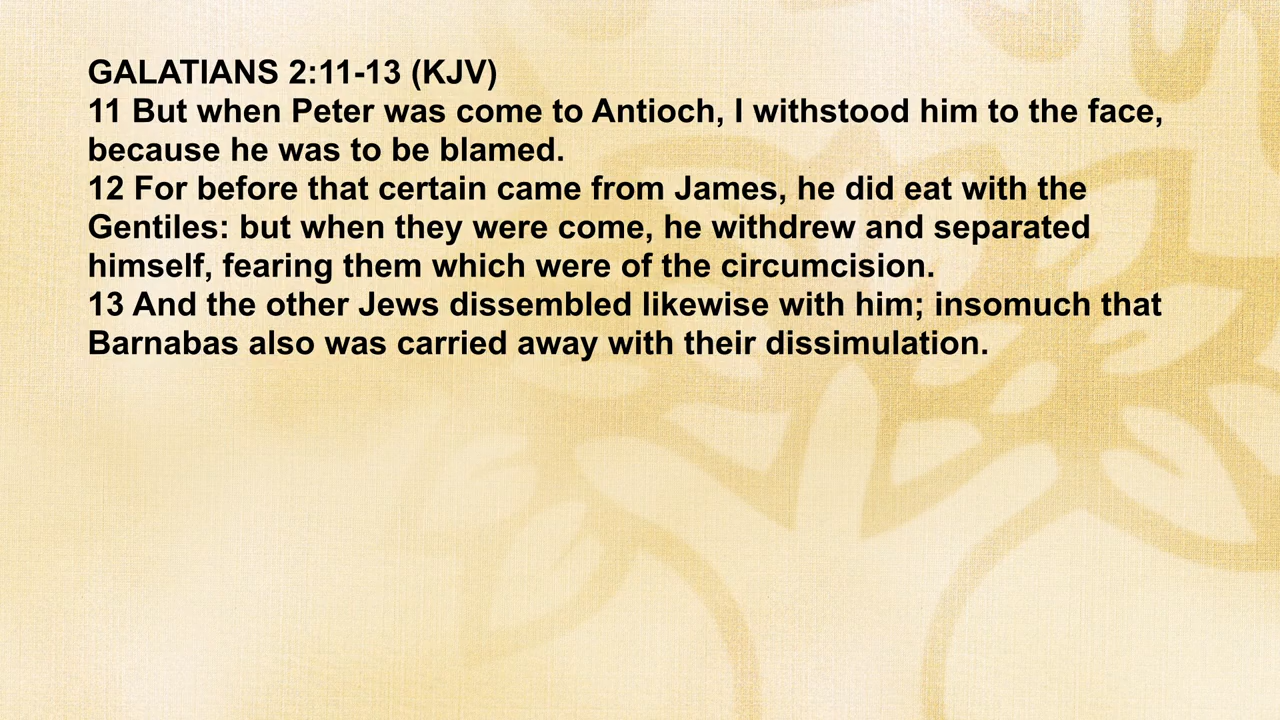 GALATIANS 2:11-13 (KJV)
11 But when Peter was come to Antioch, I withstood him to the face,
because he was to be blamed.
12 For before that certain came from James, he did eat with the
Gentiles: but when they were come, he withdrew and separated
himself, fearing them which were of the circumcision.
13 And the other Jews dissembled likewise with him; insomuch that
Barnabas also was carried away with their dissimulation.